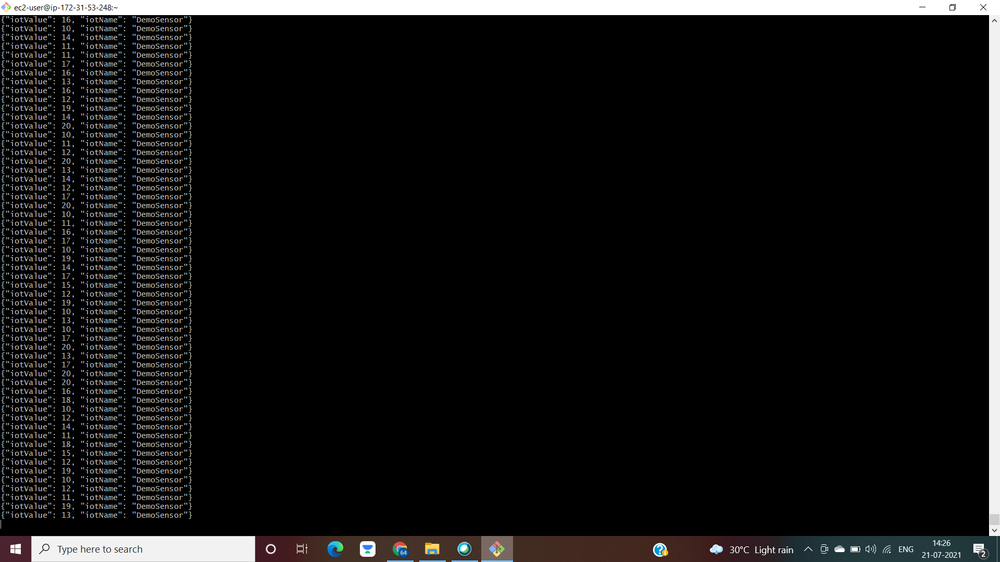 ec2-user@ip-172-31-53-248:~
{"iotValue": 16, "iotName": "DemoSensor"}
{"iotValue": 10, "iotName": "DemoSensor"}
{"iotValue": 14, "iotName": "DemoSensor"}
{"iotValue": 11, "iotName": "DemoSensor"}
{"iotValue": 11, "iotName": "DemoSensor"}
{"iotValue": 17, "iotName": "DemoSensor"}
{"iotValue": 16, "iotName": "DemoSensor"}
{"iotValue": 13, "iotName": "DemoSensor"}
{"iotValue": 16, "iotName": "DemoSensor"}
{"iotValue": 12, "iotName": "DemoSensor"}
{"iotValue": 19, "iotName": "DemoSensor"}
{"iotValue": 14, "iotName": "DemoSensor"}
{"iotValue": 20, "iotName": "DemoSensor"}
{"iotValue": 10, "iotName": "DemoSensor"}
{"iotValue": 11, "iotName": "DemoSensor"}
{"iotValue": 12, "iotName": "DemoSensor"}
{"iotValue": 20, "iotName": "DemoSensor"}
{"iotValue": 13, "iotName": "DemoSensor"}
{"iotValue": 14, "iotName": "DemoSensor"}
{"iotValue": 12, "iotName": "DemoSensor"}
{"iotValue": 17, "iotName": "DemoSensor"}
{"iotValue": 20, "iotName": "DemoSensor"}
{"iotValue": 10, "iotName": "DemoSensor"}
{"iotValue": 11, "iotName": "DemoSensor"}
{"iotValue": 16, "iotName": "DemoSensor"}
{"iotValue": 17, "iotName": "DemoSensor"}
{"iotValue": 10, "iotName": "DemoSensor"}
{"iotValue": 19, "iotName": "DemoSensor"}
{"iotValue": 14, "iotName": "DemoSensor"}
{"iotValue": 17, "iotName": "DemoSensor"}
{"iotValue": 15, "iotName": "DemoSensor"}
{"iotValue": 12, "iotName": "DemoSensor"}
{"iotValue": 19, "iotName": "DemoSensor"}
{"iotValue": 10, "iotName": "DemoSensor"}
{"iotValue": 13, "iotName": "DemoSensor"}
{"iotValue": 10, "iotName": "DemoSensor"}
{"iotValue": 17, "iotName": "DemoSensor"}
{"iotValue": 20, "iotName": "DemoSensor"}
{"iotValue": 13, "iotName": "DemoSensor"}
{"iotValue": 17, "iotName": "DemoSensor"}
{"iotValue": 20, "iotName": "DemoSensor"}
{"iotValue": 20, "iotName": "DemoSensor"}
{"iotValue": 16, "iotName": "DemoSensor"}
{"iotValue": 18, "iotName": "DemoSensor"}
{"iotValue": 10, "iotName": "DemoSensor"}
{"iotValue": 12, "iotName": "DemoSensor"}
{"iotValue": 14, "iotName": "DemoSensor"}
{"iotValue": 11, "iotName": "DemoSensor"}
{"iotValue": 18, "iotName": "DemoSensor"}
{"iotValue": 15, "iotName": "DemoSensor"}
{"iotValue": 12, "iotName": "DemoSensor"}
{"iotValue": 19, "iotName": "DemoSensor"}
{"iotValue": 10, "iotName": "DemoSensor"}
{"iotValue": 12, "iotName": "DemoSensor"}
{"iotValue": 11, "iotName": "DemoSensor"}
{"iotValue": 19, "iotName": "DemoSensor"}
{"iotValue": 13, "iotName": "DemoSensor"}
Type here to search
64
30°C Light rain
ENG
14:26
21-07-2021
2